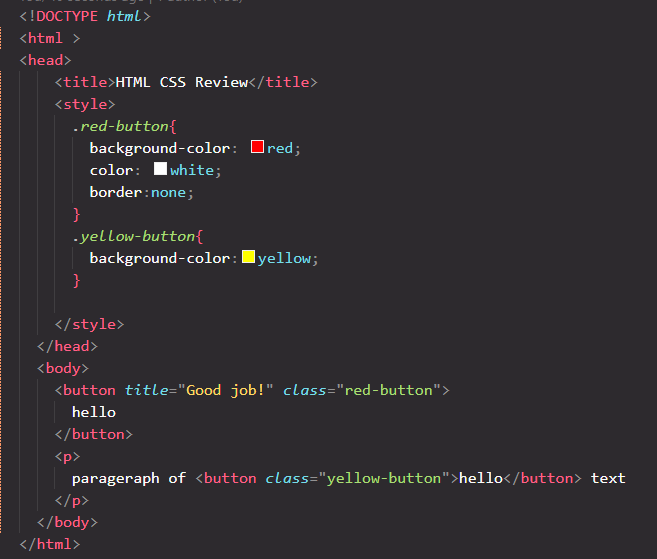 <!DOCTYPE html>
<html >
<head>
<title>HTML CSS Review</title>
<style>
.red-button{
background-color: red;
color: white;
border:none;
}
.yellow-button{
background-color:yellow;
}
</style>
</head>
<body>
<button title="Good job!" class="red-button">
hello
</button>
<p>
parageraph of <button class="yellow-button">hello</button> text
</p>
</body>
</html>